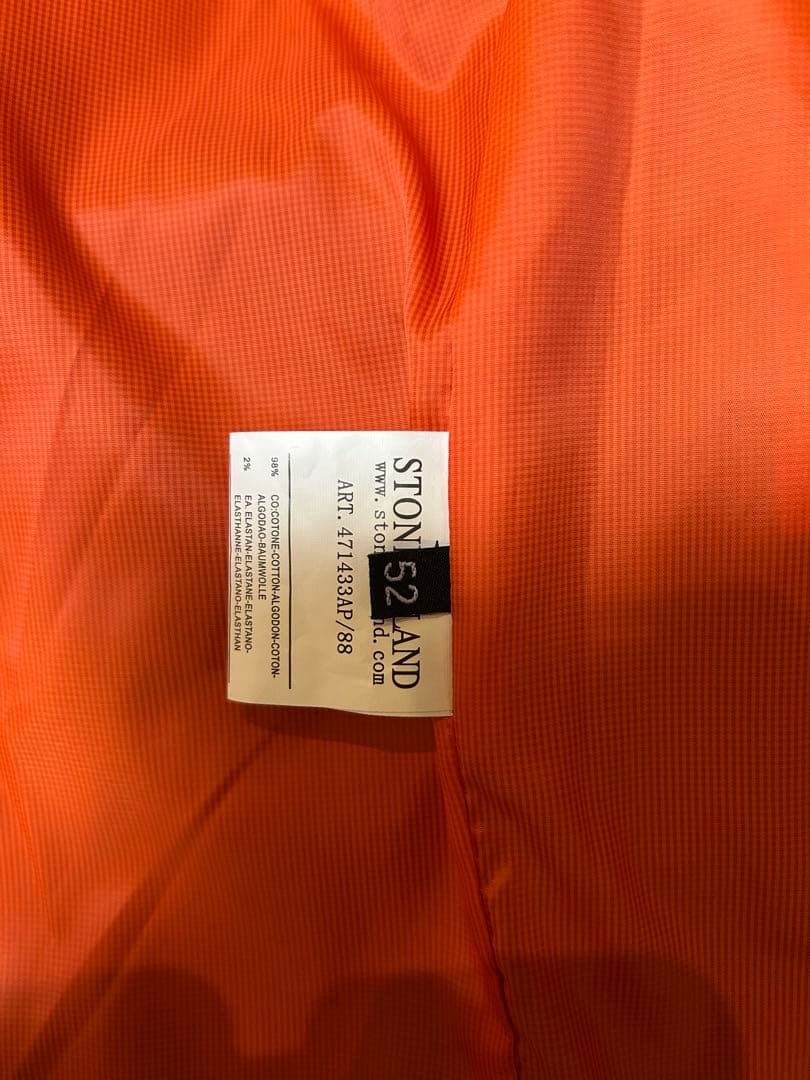 STON 52 LAND
www.ston nd.com
ART. 471433AP/88
98% CO:COTONE-COTTON-ALGODON-COTON-
ALGODAO-BAUMWOLLE
2% EA.ELASTAN-ELASTANE-ELASTANO-
ELASTHANNE-ELASTANO-ELASTHAN